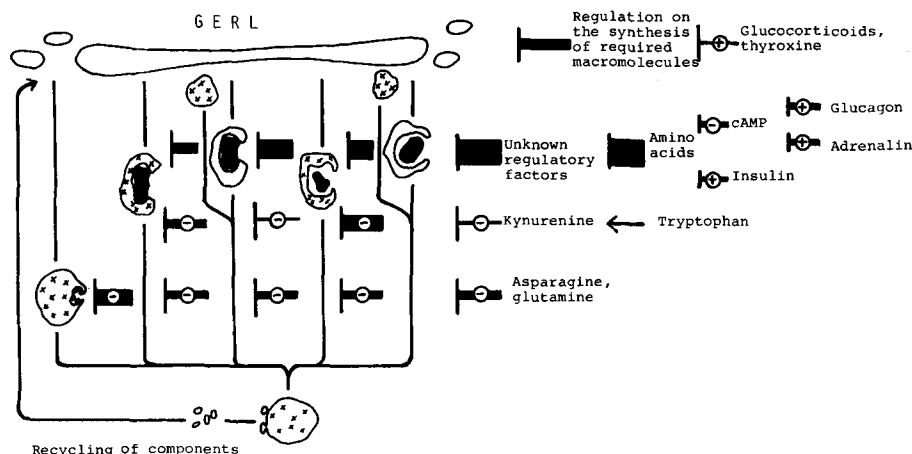 GERL
Regulation on
the synthesis
of required
macromolecules
Glucocorticoids,
thyroxine
Unknown
regulatory
factors
Amino
acids
cAMP
Insulin
Glucagon
Adrenalin
Kynurenine
Tryptophan
Asparagine,
glutamine
Recycling of components